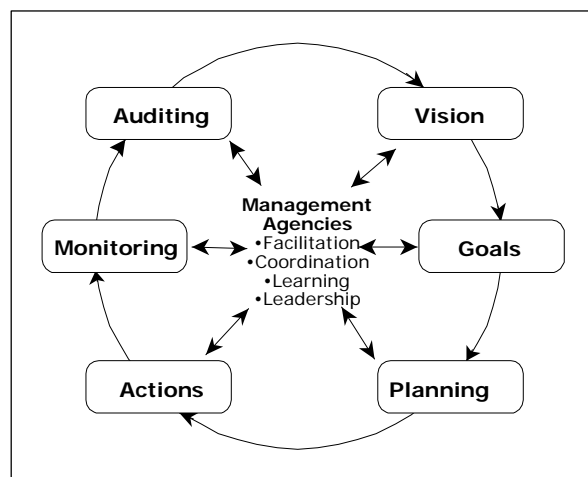 Auditing
Vision
Management
Agencies
•Facilitation
•Coordination
•Learning
•Leadership
Monitoring
Goals
Actions
Planning